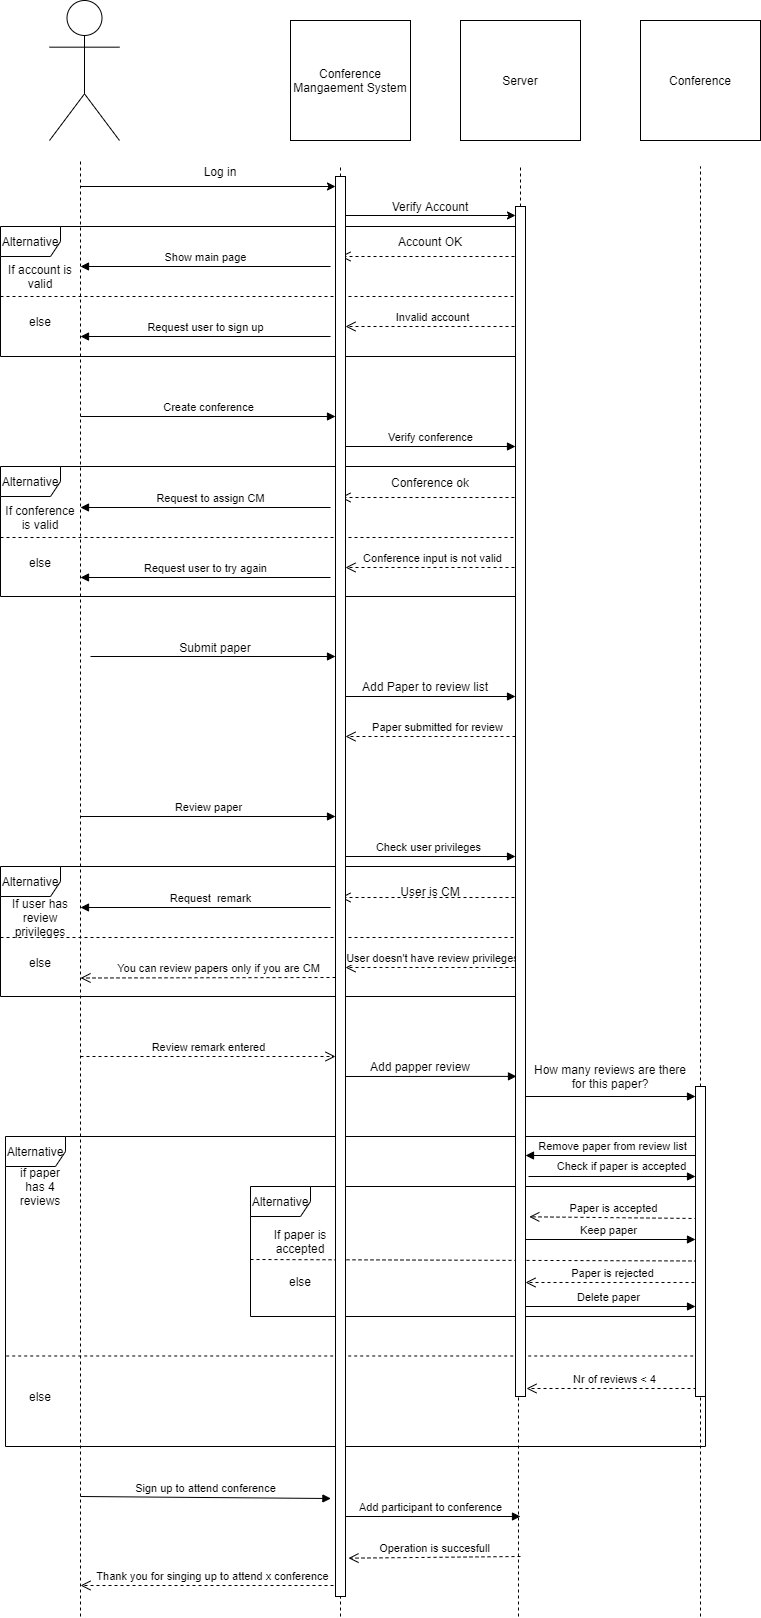 Conference
Mangaement System
Server
Conference
Log in
Verify Account
Alternative
Account OK
Show main page
If account is
valid
else
Invalid account
Request user to sign up
Create conference
Verify conference
Alternative
Conference ok
Request to assign CM
If conference
is valid
else
Conference input is not valid
Request user to try again
Submit paper
Add Paper to review list
Paper submitted for review
Review paper
Check user privileges
Alternative
User is CM
Request remark
If user has
review
privileges
else
User doesn't have review privileges
You can review papers only if you are CM
Review remark entered
Add papper review
How many reviews are there
for this paper?
Alternative
Remove paper from review list
if paper
has 4
reviews
Check if paper is accepted
Alternative
Paper is accepted
Keep paper
If paper is
accepted
else
Paper is rejected
Delete paper
Nr of reviews < 4
else
Sign up to attend conference
Add participant to conference
Operation is succesfull
Thank you for singing up to attend x conference